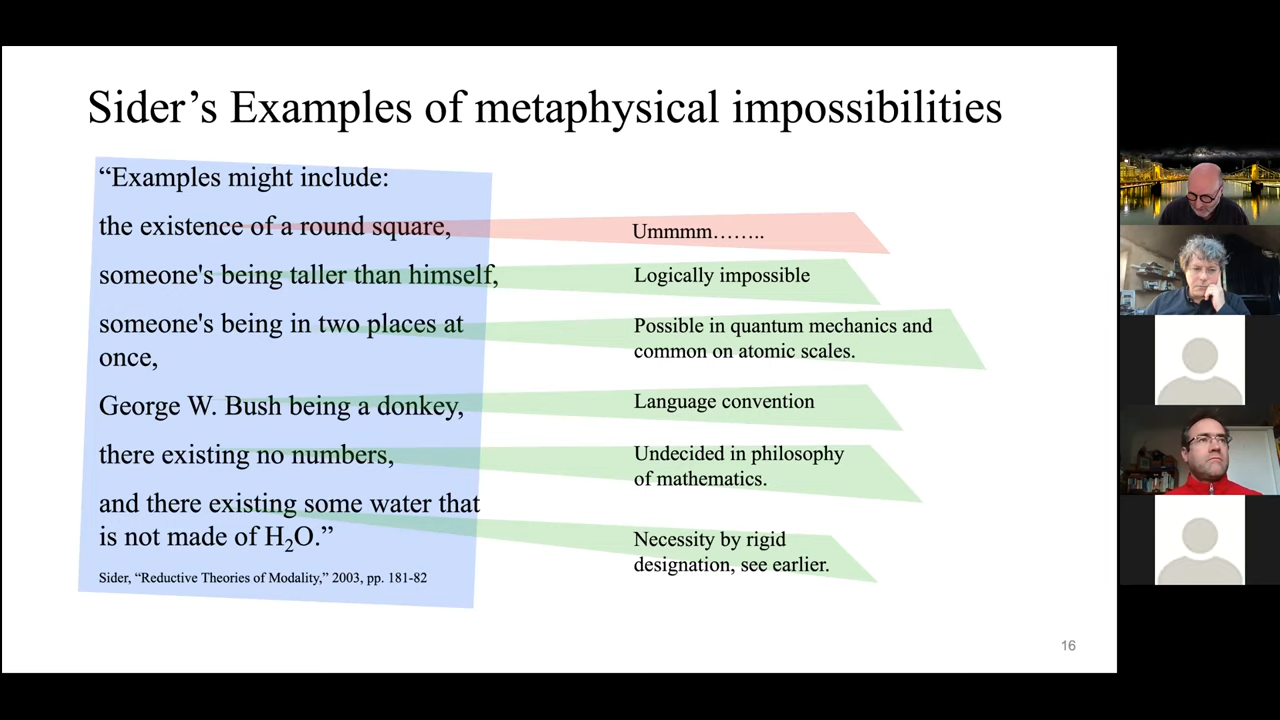 Sider’s Examples of metaphysical impossibilities
“Examples might include:
the existence of a round square,
someone's being taller than himself,
someone's being in two places at
once,
George W. Bush being a donkey,
there existing no numbers,
and there existing some water that
is not made of H₂O.”
Sider, “Reductive Theories of Modality,” 2003, pp. 181-82
Ummmm……..
Logically impossible
Possible in quantum mechanics and
common on atomic scales.
Language convention
Undecided in philosophy
of mathematics.
Necessity by rigid
designation, see earlier.
16